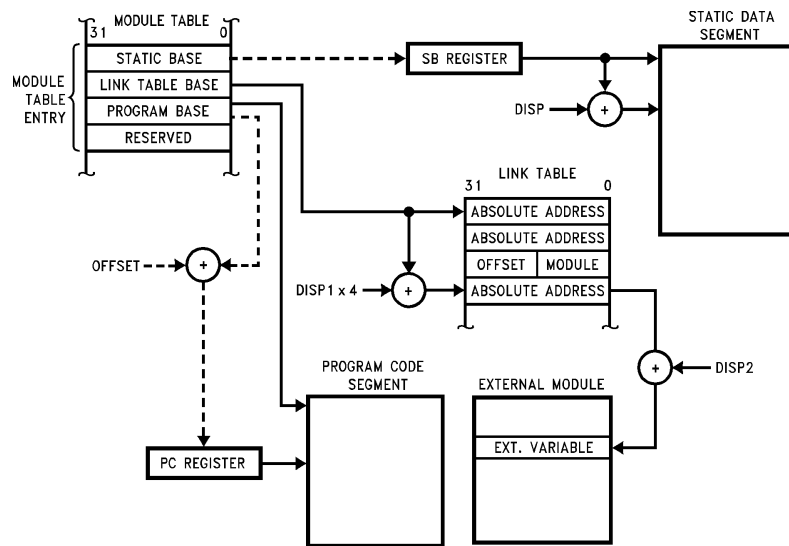 MODULE TABLE
31 0
STATIC BASE
LINK TABLE BASE
PROGRAM BASE
RESERVED
MODULE
TABLE
ENTRY
SB REGISTER
STATIC DATA
SEGMENT
DISP
+
LINK TABLE
31 0
ABSOLUTE ADDRESS
ABSOLUTE ADDRESS
OFFSET MODULE
ABSOLUTE ADDRESS
OFFSET
+
DISP1 x 4
+
+
DISP2
PROGRAM CODE
SEGMENT
EXTERNAL MODULE
EXT. VARIABLE
PC REGISTER